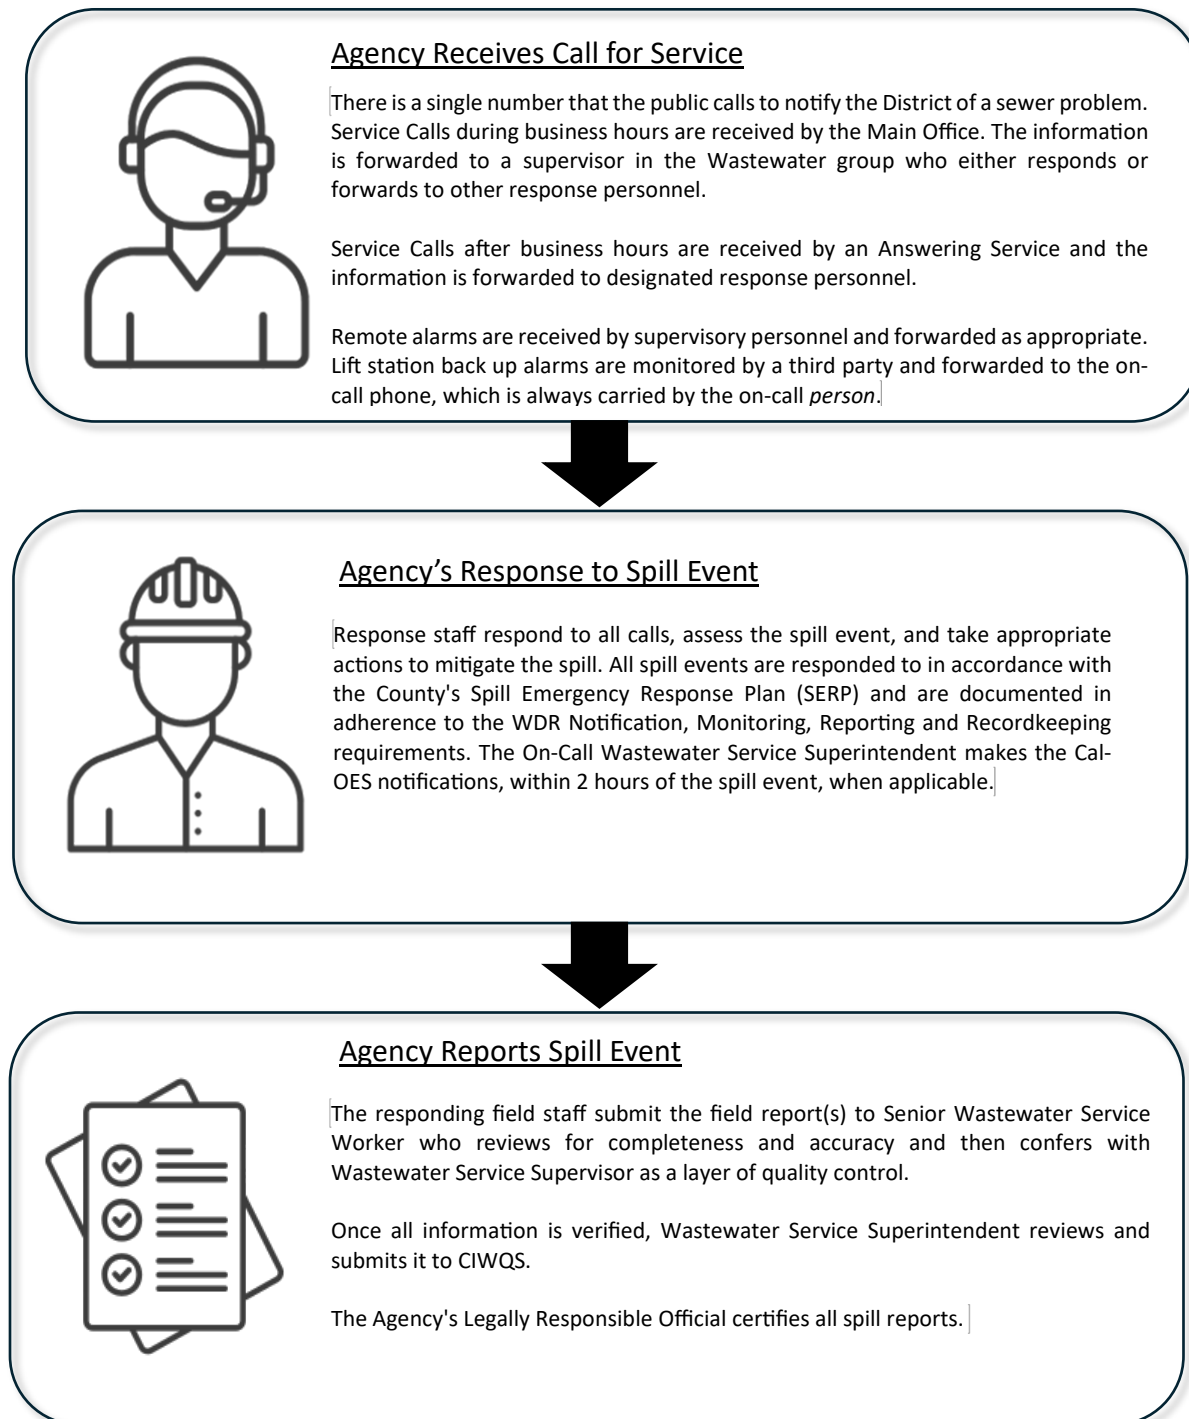 Agency Receives Call for Service
There is a single number that the public calls to notify the District of a sewer problem.
Service Calls during business hours are received by the Main Office. The information
is forwarded to a supervisor in the Wastewater group who either responds or
forwards to other response personnel.
Service Calls after business hours are received by an Answering Service and the
information is forwarded to designated response personnel.
Remote alarms are received by supervisory personnel and forwarded as appropriate.
Lift station back up alarms are monitored by a third party and forwarded to the on-
call phone, which is always carried by the on-call person.
Agency’s Response to Spill Event
Response staff respond to all calls, assess the spill event, and take appropriate
actions to mitigate the spill. All spill events are responded to in accordance with
the County's Spill Emergency Response Plan (SERP) and are documented in
adherence to the WDR Notification, Monitoring, Reporting and Recordkeeping
requirements. The On-Call Wastewater Service Superintendent makes the Cal-
OES notifications, within 2 hours of the spill event, when applicable.
Agency Reports Spill Event
The responding field staff submit the field report(s) to Senior Wastewater Service
Worker who reviews for completeness and accuracy and then confers with
Wastewater Service Supervisor as a layer of quality control.
Once all information is verified, Wastewater Service Superintendent reviews and
submits it to CIWQS.
The Agency's Legally Responsible Official certifies all spill reports.